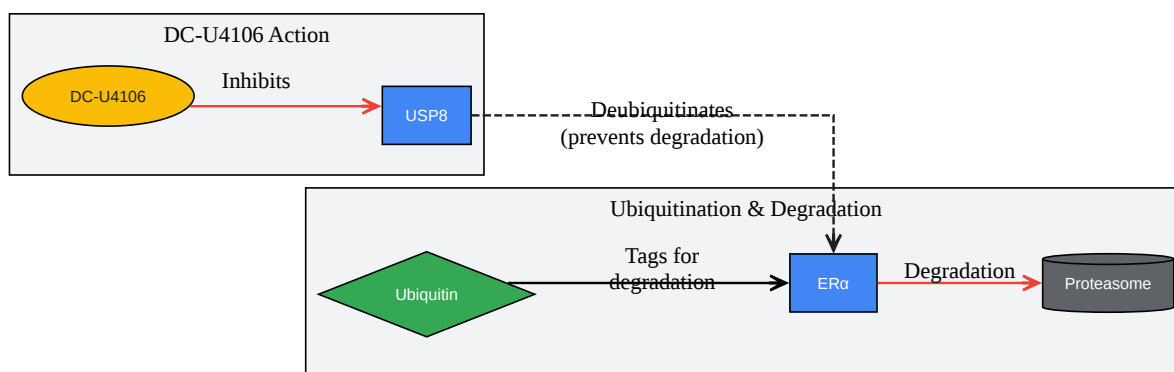 DC-U4106 Action
Inhibits
DC-U4106
USP8
Deubiquitinates
(prevents degradation)
Ubiquitination & Degradation
Tags for
degradation
Ubiquitin
ERα
Degradation
Proteasome